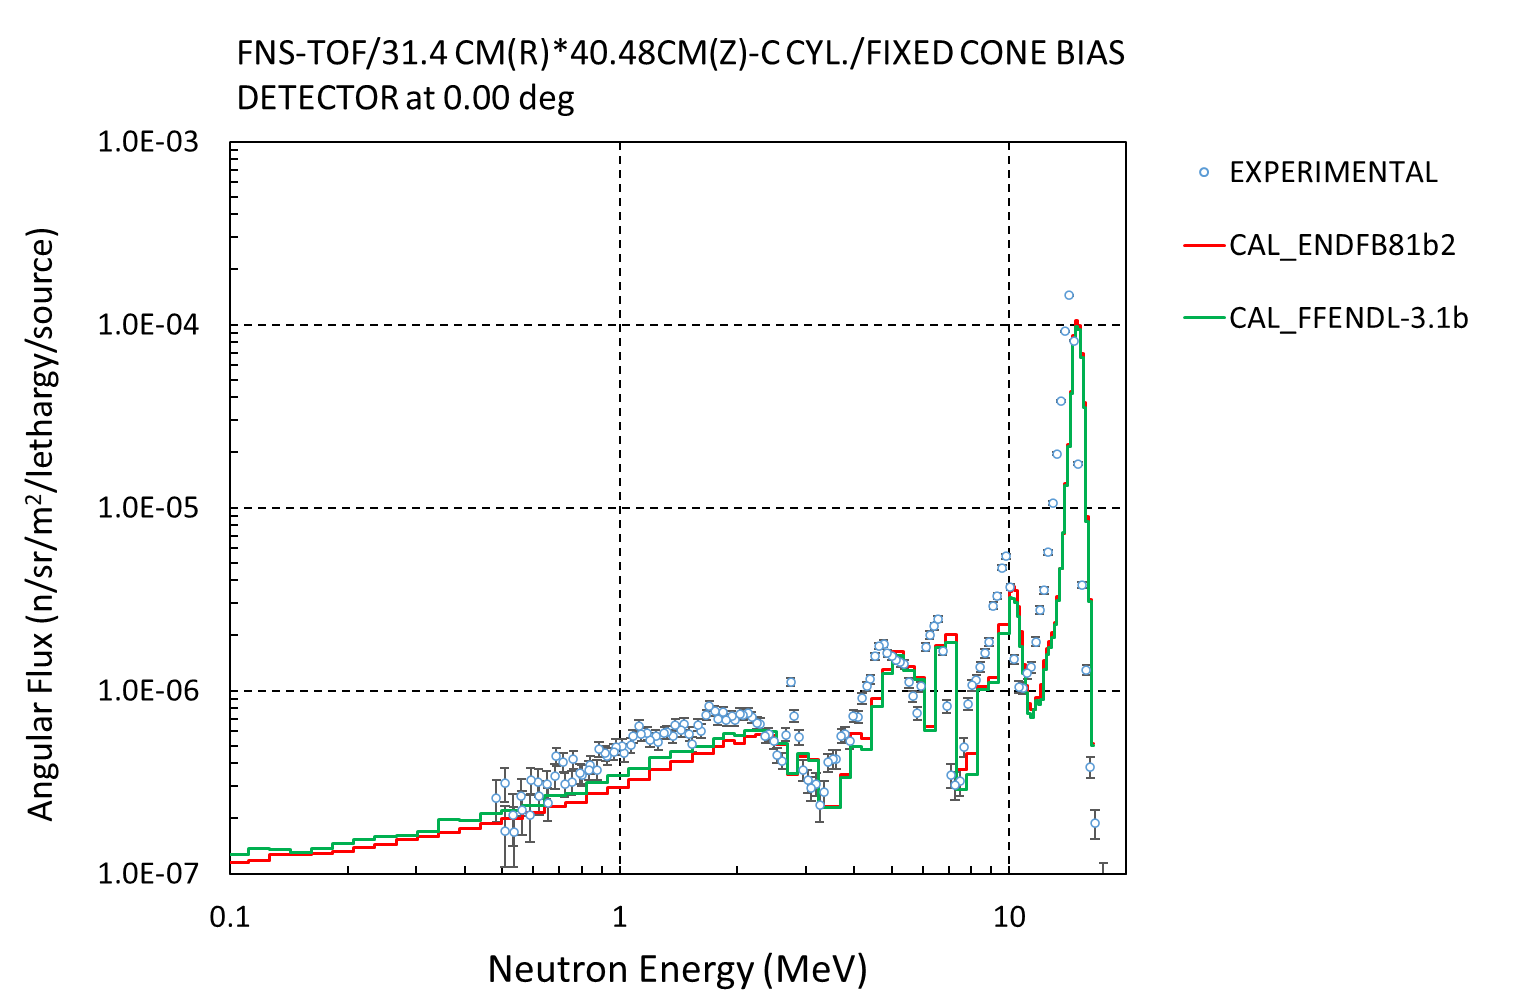 FNS-TOF/31.4 CM(R)*40.48CM(Z)-C CYL./FIXED CONE BIAS
DETECTOR at 0.00 deg
1.0E-03
1.0E-04
1.0E-05
1.0E-06
1.0E-07
0.1
1
10
Angular Flux (n/sr/m²/lethargy/source)
Neutron Energy (MeV)
EXPERIMENTAL
CAL_ENDFB81b2
CAL_FFENDL-3.1b